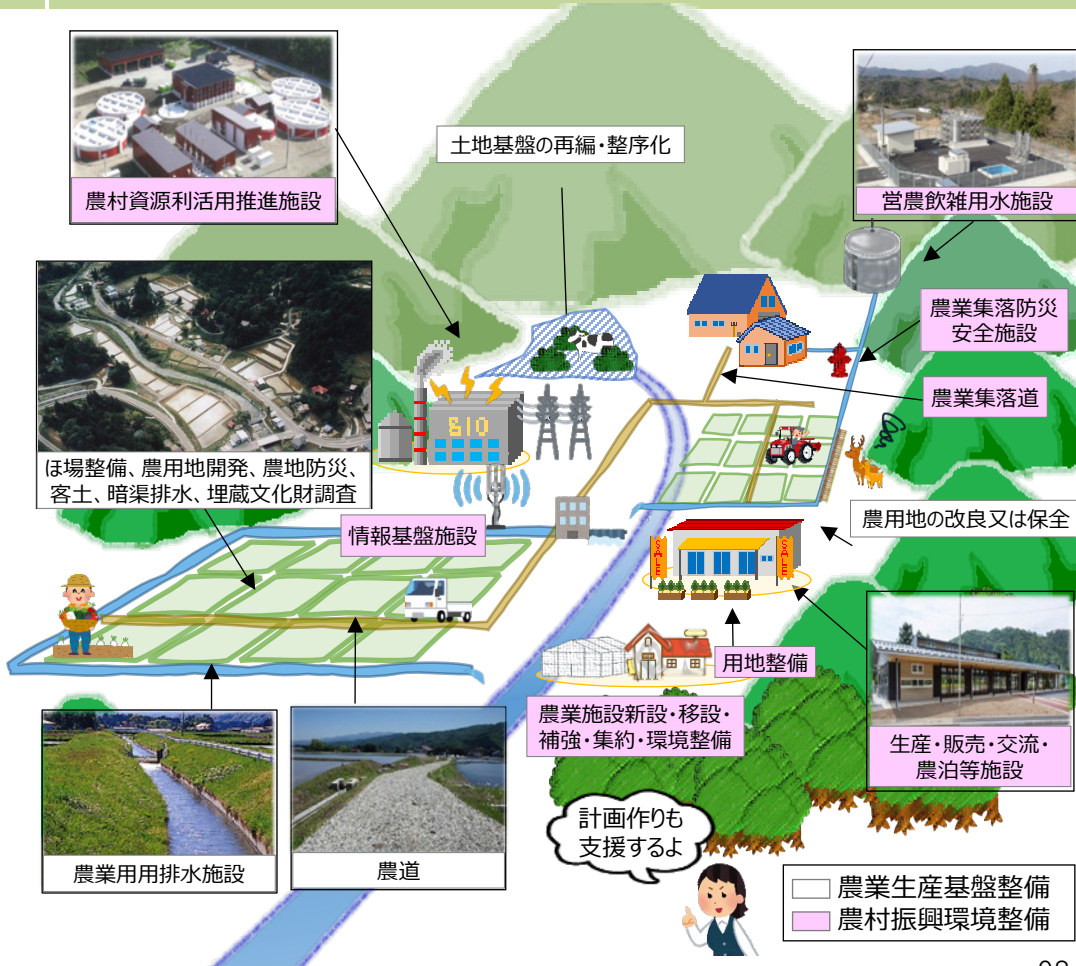 農村資源利活用推進施設
土地基盤の再編・整序化
営農飲雑用水施設
農業集落防災
安全施設
農業集落道
BIO
ほ場整備、農用地開発、農地防災、
客土、暗渠排水、埋蔵文化財調査
情報基盤施設
農用地の改良又は保全
SALE
SALE
用地整備
農業施設新設・移設・
補強・集約・環境整備
生産・販売・交流・
農泊等施設
農業用用排水施設
農道
計画作りも
支援するよ
農業生産基盤整備
農村振興環境整備